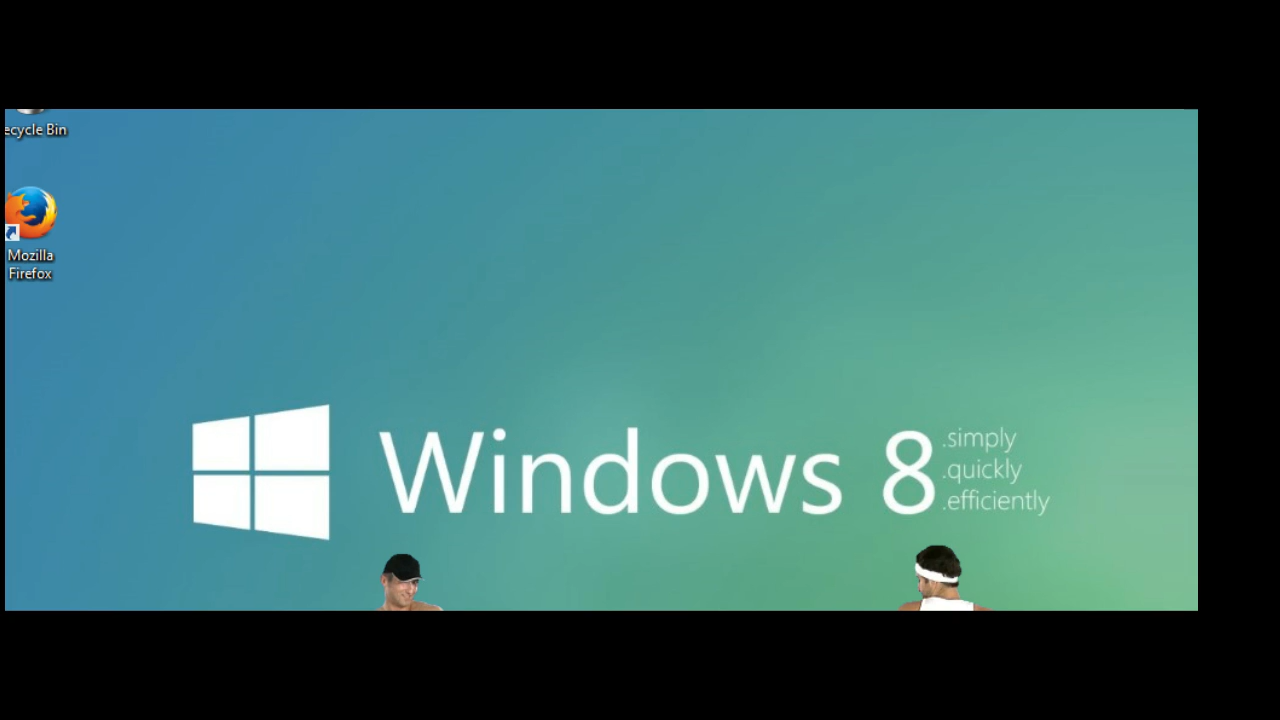 ecycle Bin
Mozilla
Firefox
Windows 8
.simply
.quickly
.efficiently